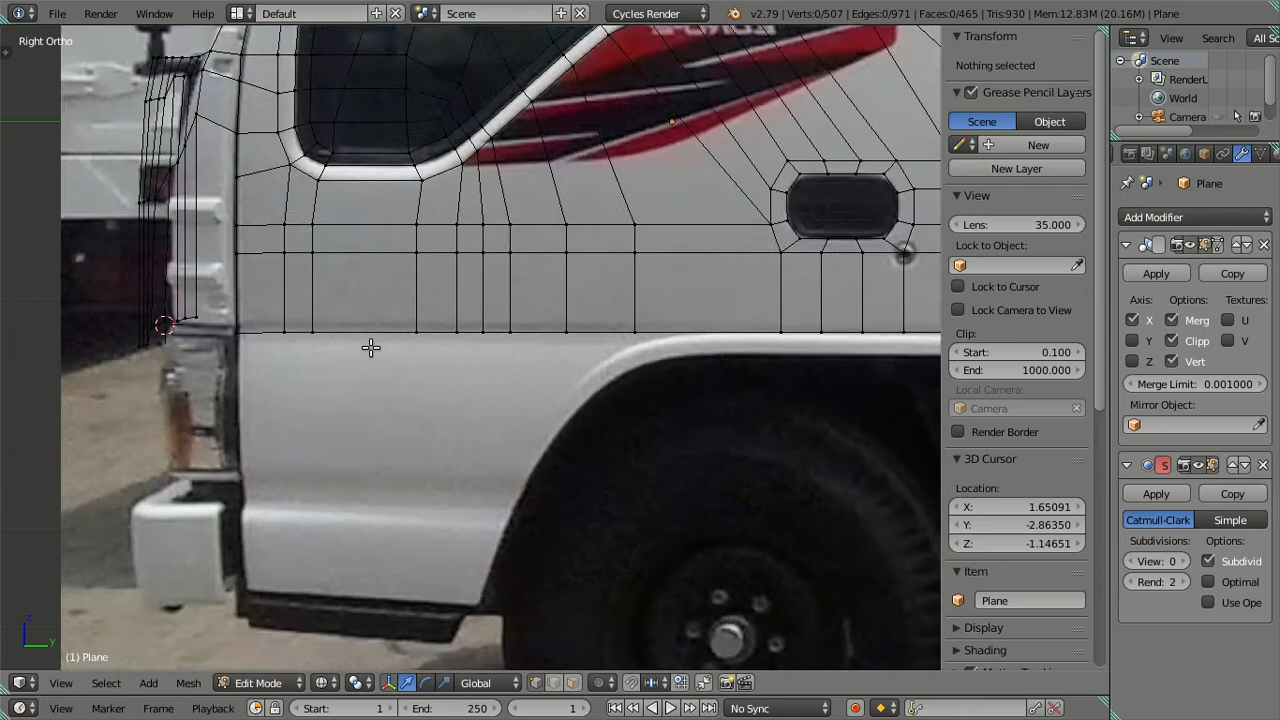 File Render Window Help Default Scene Cycles Render v2.79 | Verts:0/507 | Edges:0/971 | Faces:0/465 | Tris:930 | Mem:12.83M (20.16M) | Plane
Right Ortho
Transform
Nothing selected
Grease Pencil Layers
Scene Object
New
New Layer
View
Lens: 35.000
Lock to Object:
Lock to Cursor
Lock Camera to View
Clip:
Start: 0.100
End: 1000.000
Local Camera:
Camera
Render Border
3D Cursor
Location:
X: 1.65091
Y: -2.86350
Z: -1.14651
Item
Plane
Display
Shading
View Search All Sc
Scene
RenderL
World
Camera
Plane
Add Modifier
Apply Copy
Axis: Options: Textures:
X Merg U
Y Clipp V
Z Vert
Merge Limit: 0.001000
Mirror Object:
S
Apply Copy
Catmull-Clark Simple
Subdivisions: Options:
View: 0 Subdivid
Rend: 2 Optimal
Use Ope
z
y
(1) Plane
View Select Add Mesh Edit Mode Global
View Marker Frame Playback Start: 1 End: 250 1 No Sync